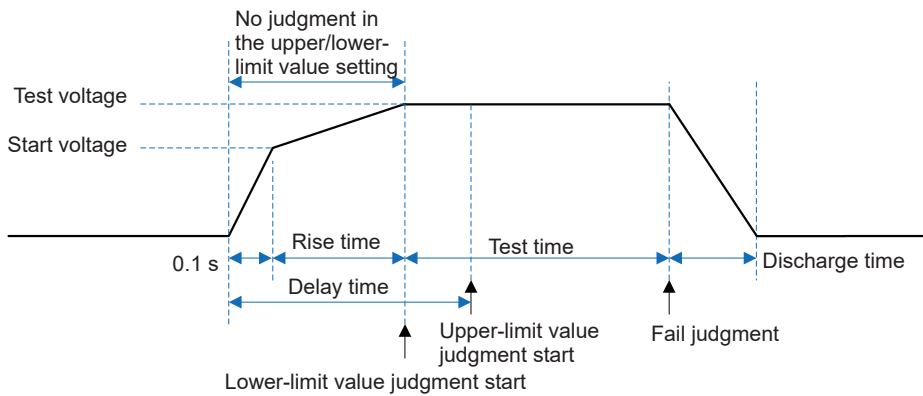 No judgment in
the upper/lower-
limit value setting
Test voltage
Start voltage
0.1 s
Rise time
Test time
Discharge time
Delay time
Upper-limit value
judgment start
Fail judgment
Lower-limit value judgment start